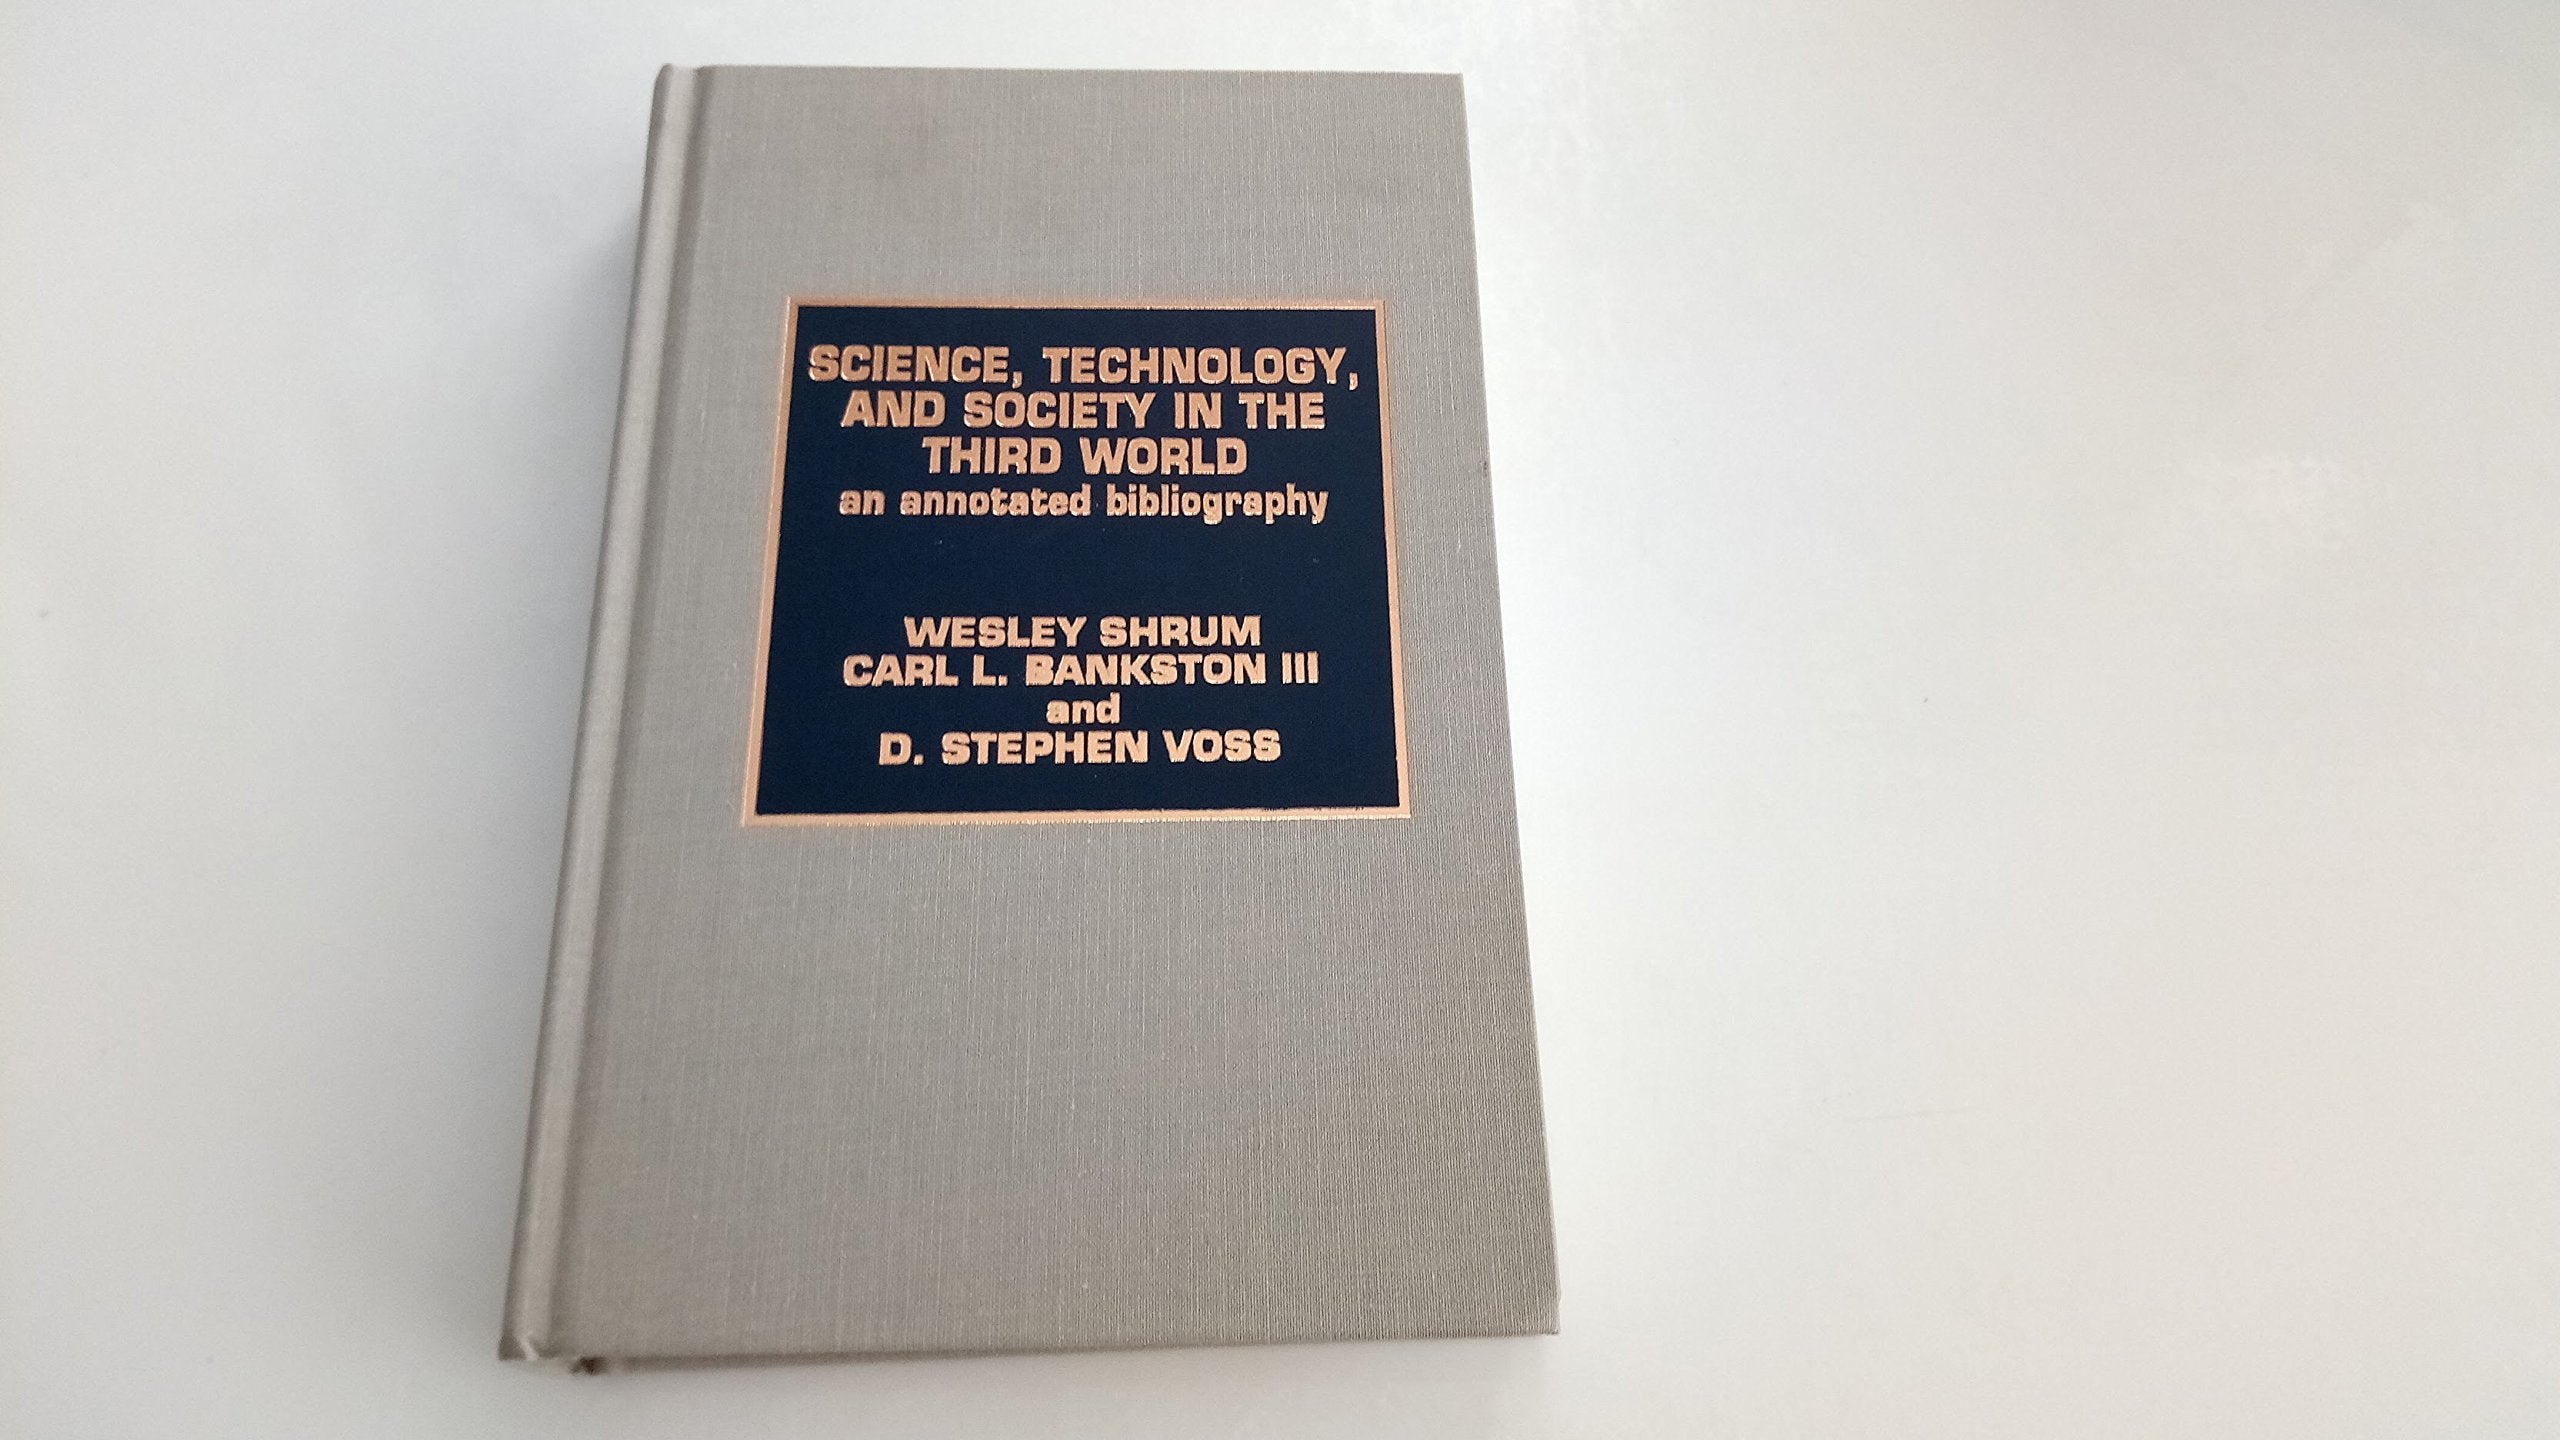 SCIENCE, TECHNOLOGY,
AND SOCIETY IN THE
THIRD WORLD
an annotated bibliography
WESLEY SHRUM
CARL L. BANKSTON III
and
D. STEPHEN VOSS